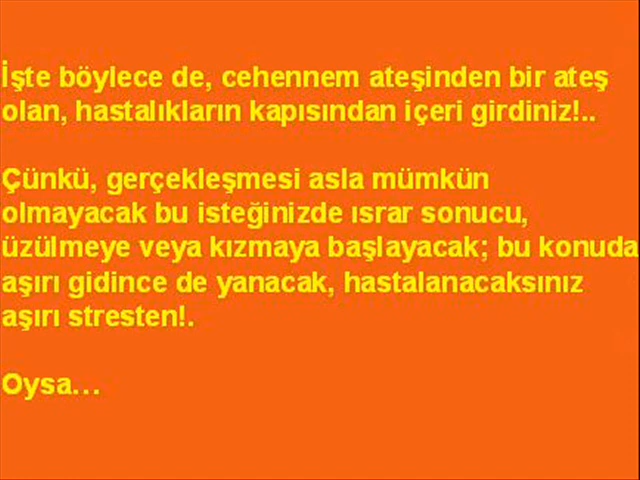 İşte böylece de, cehennem ateşinden bir ateş
olan, hastalıkların kapısından içeri girdiniz!..
Çünkü, gerçekleşmesi asla mümkün
olmayacak bu isteğinizde ısrar sonucu,
üzülmeye veya kızmaya başlayacak; bu konuda
aşırı gidince de yanacak, hastalanacaksınız
aşırı stresten!.
Oysa…